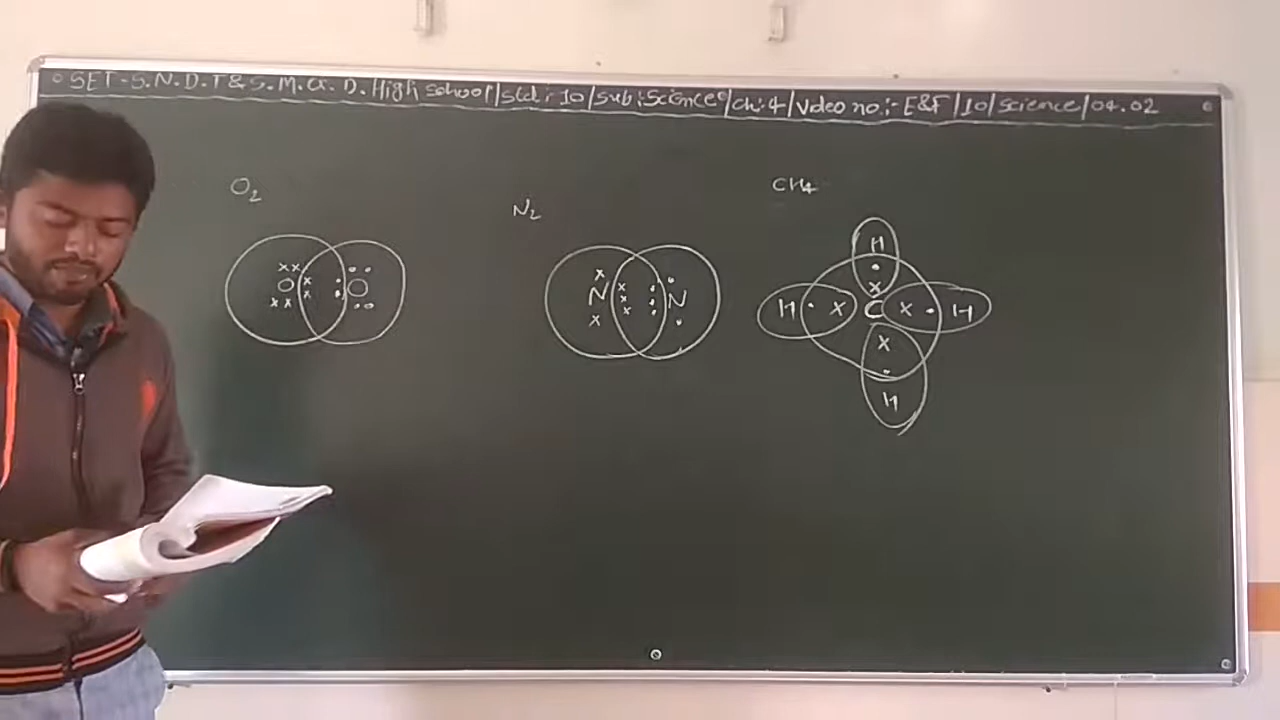 SET-S.N.D.T & S.M.G.D. High School | Std: 10 | Sub: Science | Ch: 4 | Video no.:- E&F | 10 | Science | 04.02
O2
N2
CH4
H
O O
N N
H C H
H